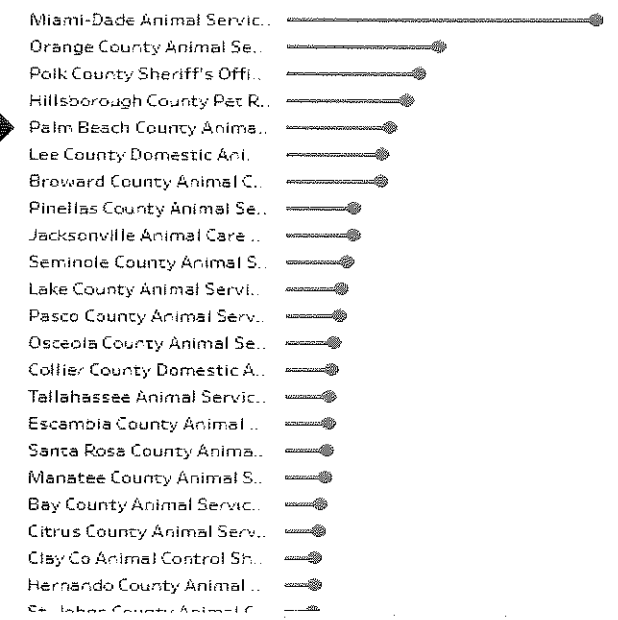 Miami-Dade Animal Servic..
Orange County Animal Se..
Polk County Sheriff's Offi..
Hillsborough County Pet R..
Palm Beach County Anima..
Lee County Domestic Ani..
Broward County Animal C..
Pinellas County Animal Se..
Jacksonville Animal Care ..
Seminole County Animal S..
Lake County Animal Servi..
Pasco County Animal Serv..
Osceola County Animal Se..
Collier County Domestic A..
Tallahassee Animal Servic..
Escambia County Animal ..
Santa Rosa County Anima..
Manatee County Animal S..
Bay County Animal Servic..
Citrus County Animal Serv..
Clay Co Animal Control Sh..
Hernando County Animal ..
St. Johns County Animal C..